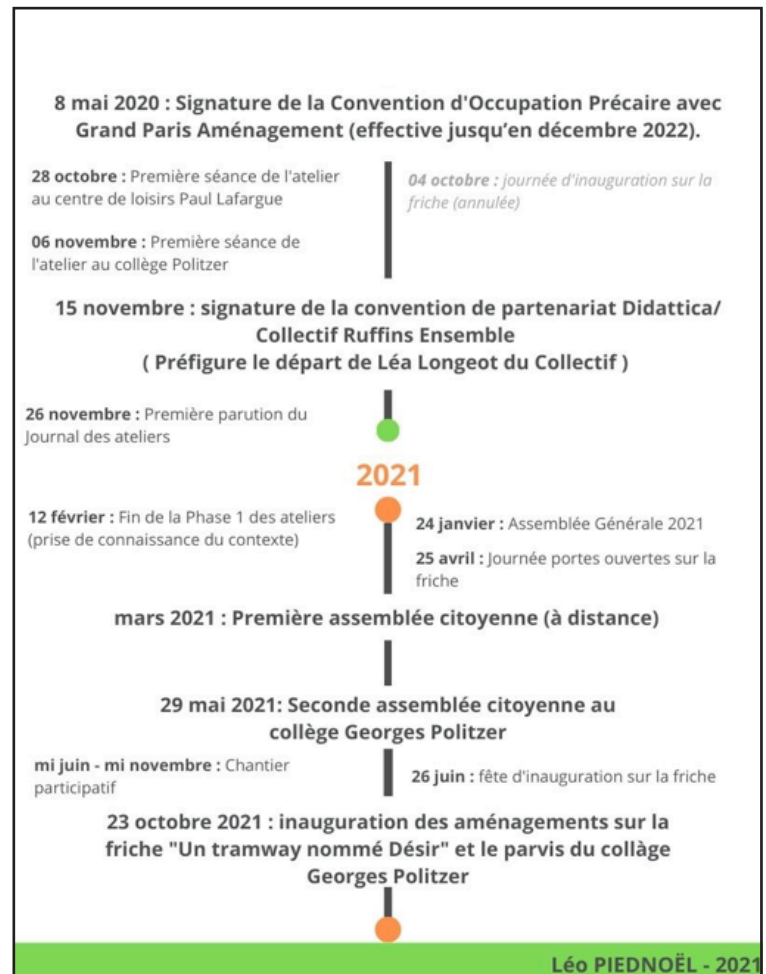 8 mai 2020 : Signature de la Convention d'Occupation Précaire avec
Grand Paris Aménagement (effective jusqu'en décembre 2022).
28 octobre : Première séance de l'atelier
au centre de loisirs Paul Lafargue
04 octobre : journée d'inauguration sur la
friche (annulée)
06 novembre : Première séance de
l'atelier au collège Politzer
15 novembre : signature de la convention de partenariat Didattica/
Collectif Ruffins Ensemble
( Préfigure le départ de Léa Longeot du Collectif )
26 novembre : Première parution du
Journal des ateliers
2021
12 février : Fin de la Phase 1 des ateliers
(prise de connaissance du contexte)
24 janvier : Assemblée Générale 2021
25 avril : Journée portes ouvertes sur la
friche
mars 2021 : Première assemblée citoyenne (à distance)
29 mai 2021: Seconde assemblée citoyenne au
collège Georges Politzer
mi juin - mi novembre : Chantier
participatif
26 juin : fête d'inauguration sur la friche
23 octobre 2021 : inauguration des aménagements sur la
friche "Un tramway nommé Désir" et le parvis du collàge
Georges Politzer
Léo PIEDNOËL - 2021